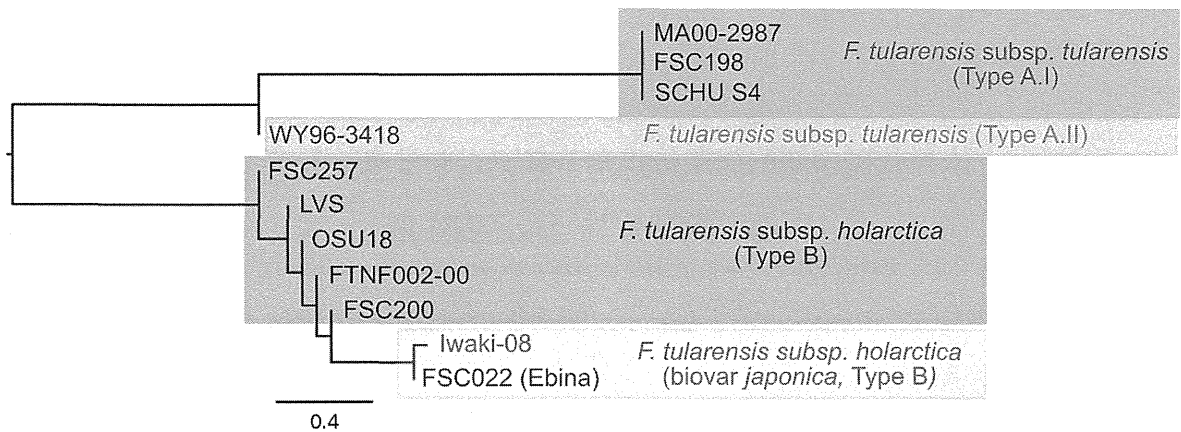 MA00-2987
FSC198
SCHU S4
F. tularensis subsp. tularensis
(Type A.I)
WY96-3418
F. tularensis subsp. tularensis (Type A.II)
FSC257
LVS
OSU18
FTNF002-00
FSC200
F. tularensis subsp. holarctica
(Type B)
Iwaki-08
FSC022 (Ebina)
F. tularensis subsp. holarctica
(biovar japonica, Type B)
0.4